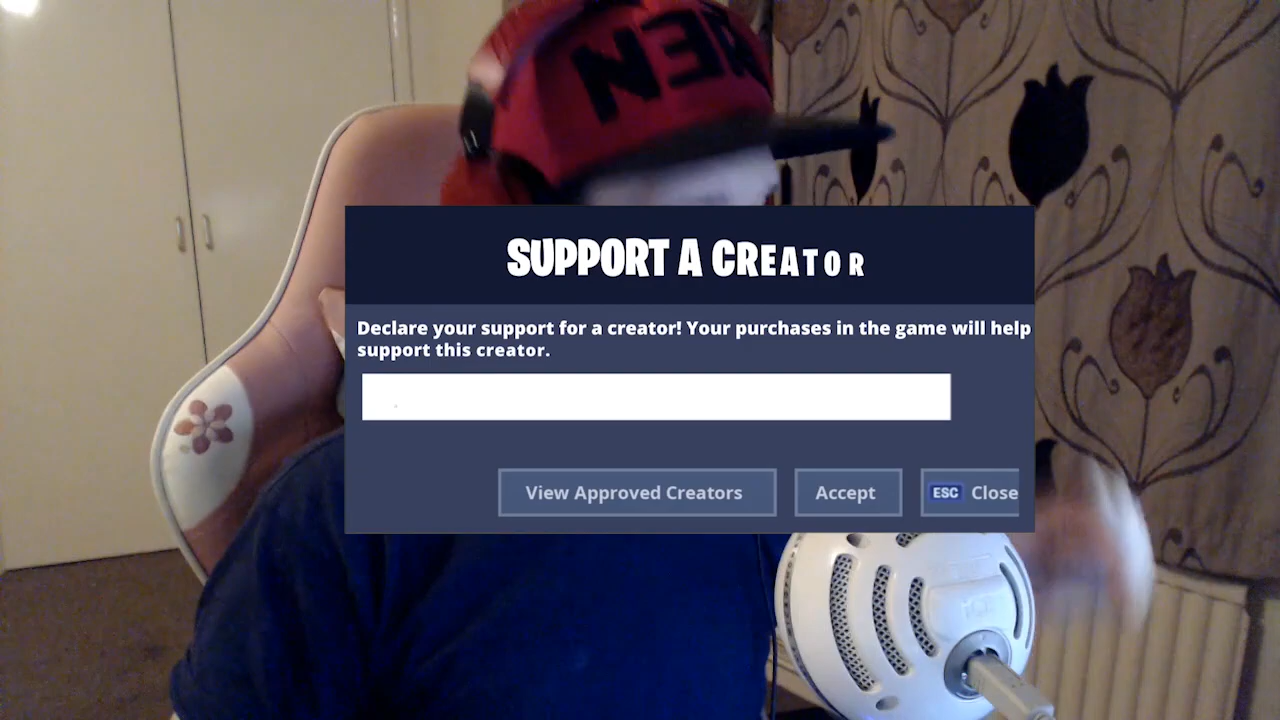 SUPPORT A CREATOR
Declare your support for a creator! Your purchases in the game will help
support this creator.
View Approved Creators
Accept
ESC Close